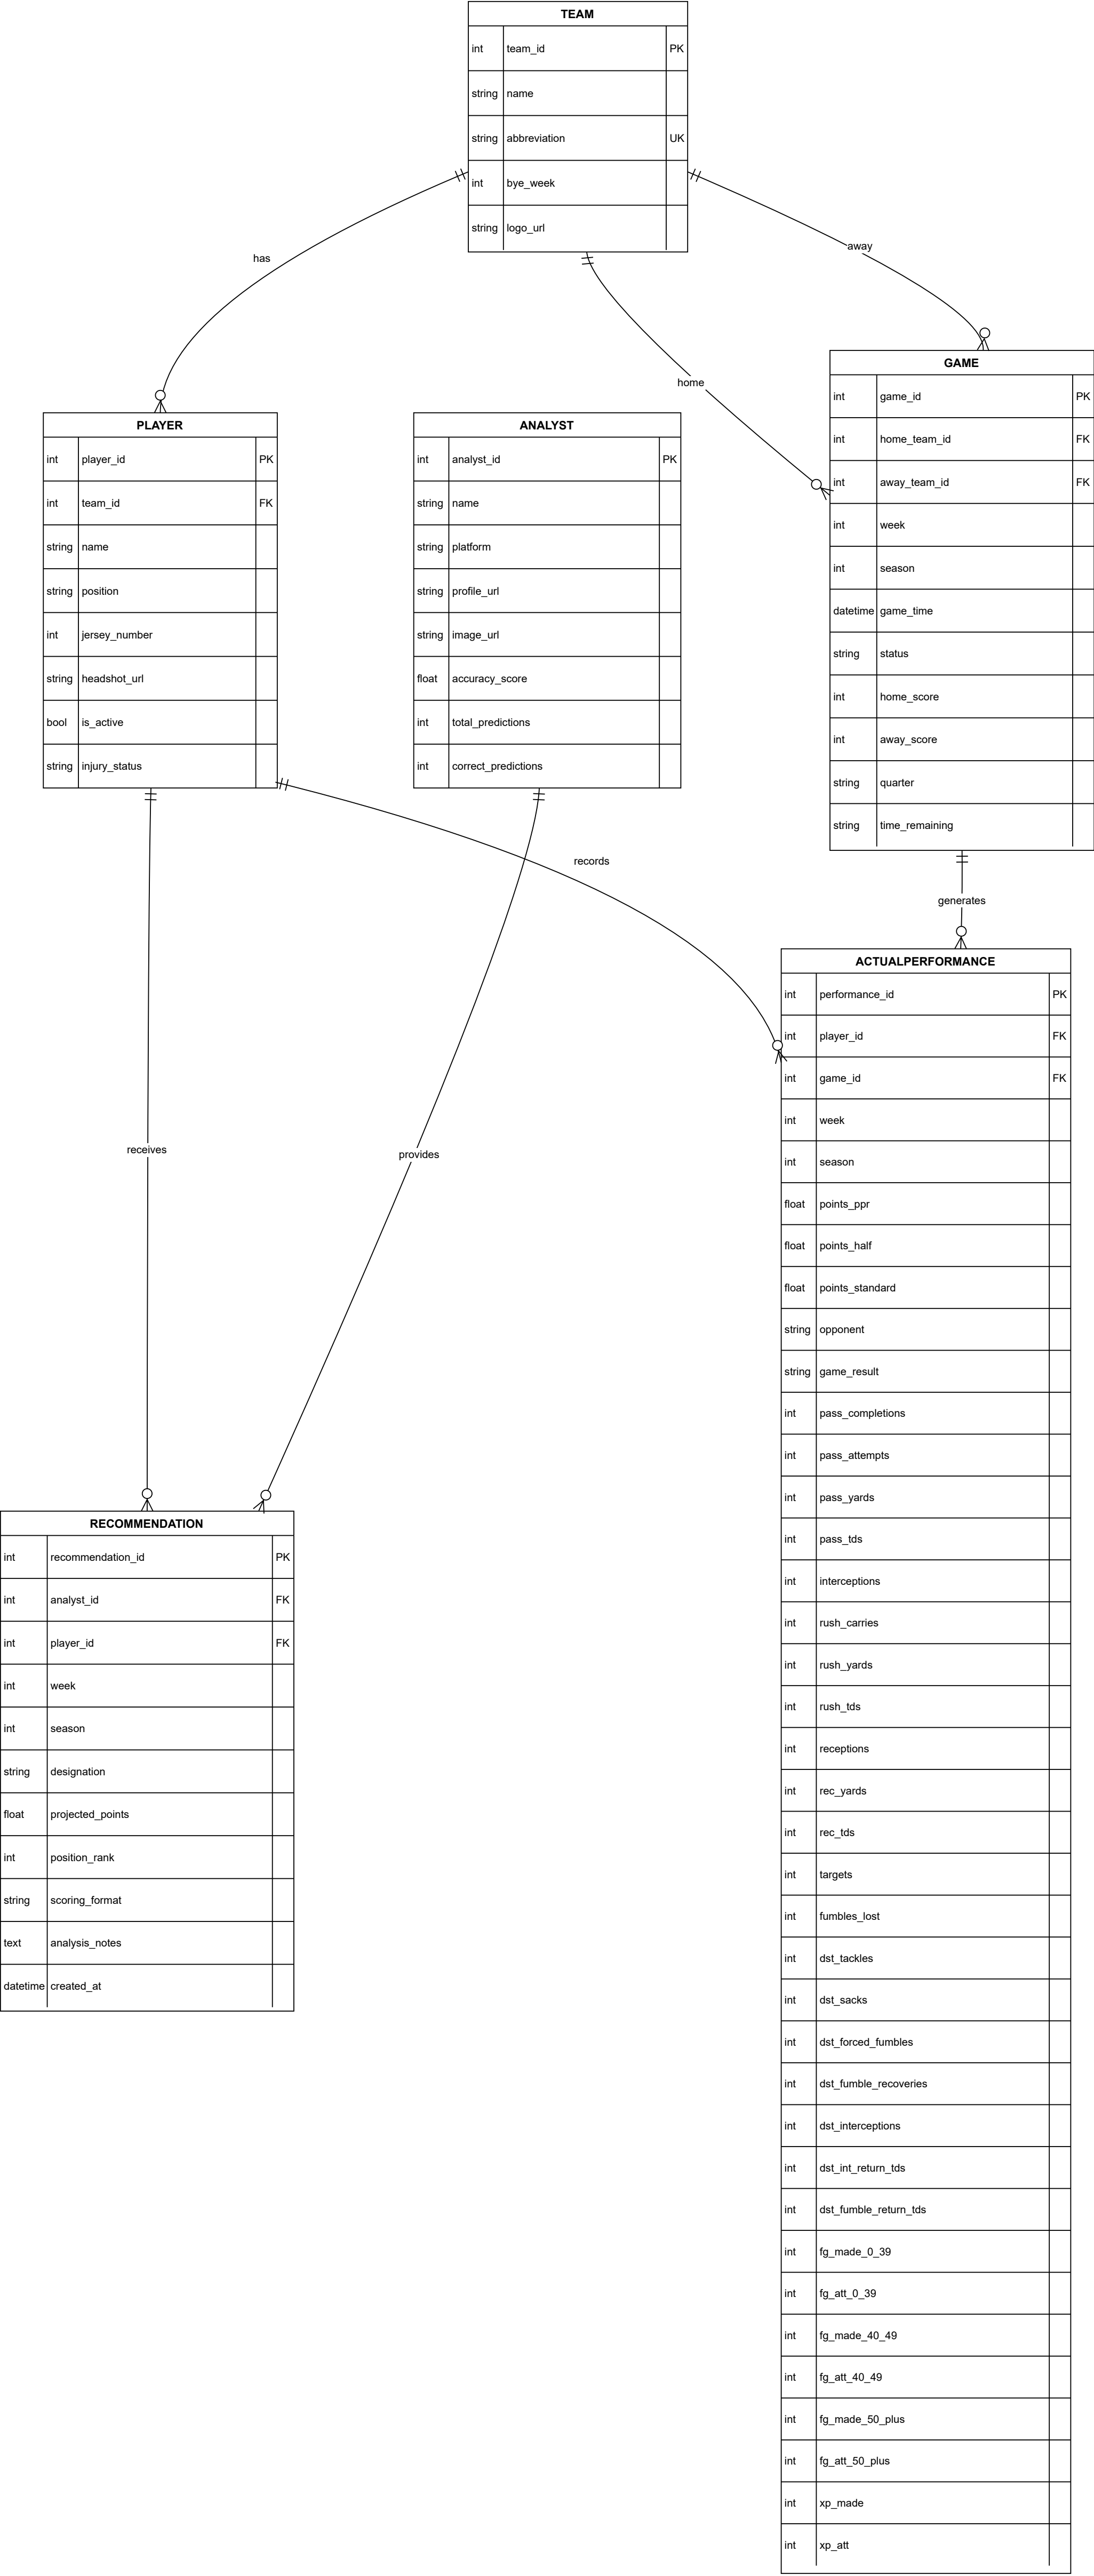 TEAM
int team_id PK
string name
string abbreviation UK
int bye_week
string logo_url
has
away
home
GAME
int game_id PK
int home_team_id FK
int away_team_id FK
int week
int season
datetime game_time
string status
int home_score
int away_score
string quarter
string time_remaining
PLAYER
int player_id PK
int team_id FK
string name
string position
int jersey_number
string headshot_url
bool is_active
string injury_status
ANALYST
int analyst_id PK
string name
string platform
string profile_url
string image_url
float accuracy_score
int total_predictions
int correct_predictions
records
generates
receives
provides
ACTUALPERFORMANCE
int performance_id PK
int player_id FK
int game_id FK
int week
int season
float points_ppr
float points_half
float points_standard
string opponent
string game_result
int pass_completions
int pass_attempts
int pass_yards
int pass_tds
int interceptions
int rush_carries
int rush_yards
int rush_tds
int receptions
int rec_yards
int rec_tds
int targets
int fumbles_lost
int dst_tackles
int dst_sacks
int dst_forced_fumbles
int dst_fumble_recoveries
int dst_interceptions
int dst_int_return_tds
int dst_fumble_return_tds
int fg_made_0_39
int fg_att_0_39
int fg_made_40_49
int fg_att_40_49
int fg_made_50_plus
int fg_att_50_plus
int xp_made
int xp_att
RECOMMENDATION
int recommendation_id PK
int analyst_id FK
int player_id FK
int week
int season
string designation
float projected_points
int position_rank
string scoring_format
text analysis_notes
datetime created_at